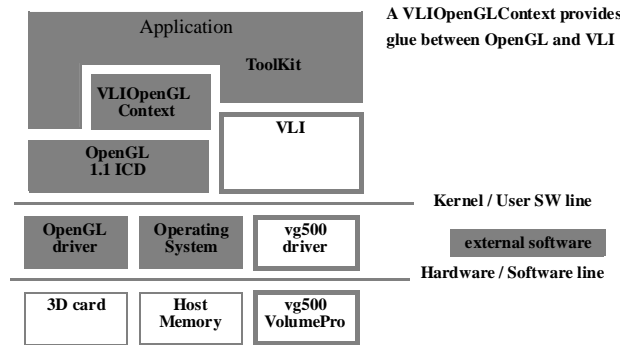 A VLIOpenGLContext provides
glue between OpenGL and VLI
Application
ToolKit
VLIOpenGL
Context
VLI
OpenGL
1.1 ICD
Kernel / User SW line
OpenGL
driver
Operating
System
vg500
driver
external software
Hardware / Software line
3D card
Host
Memory
vg500
VolumePro